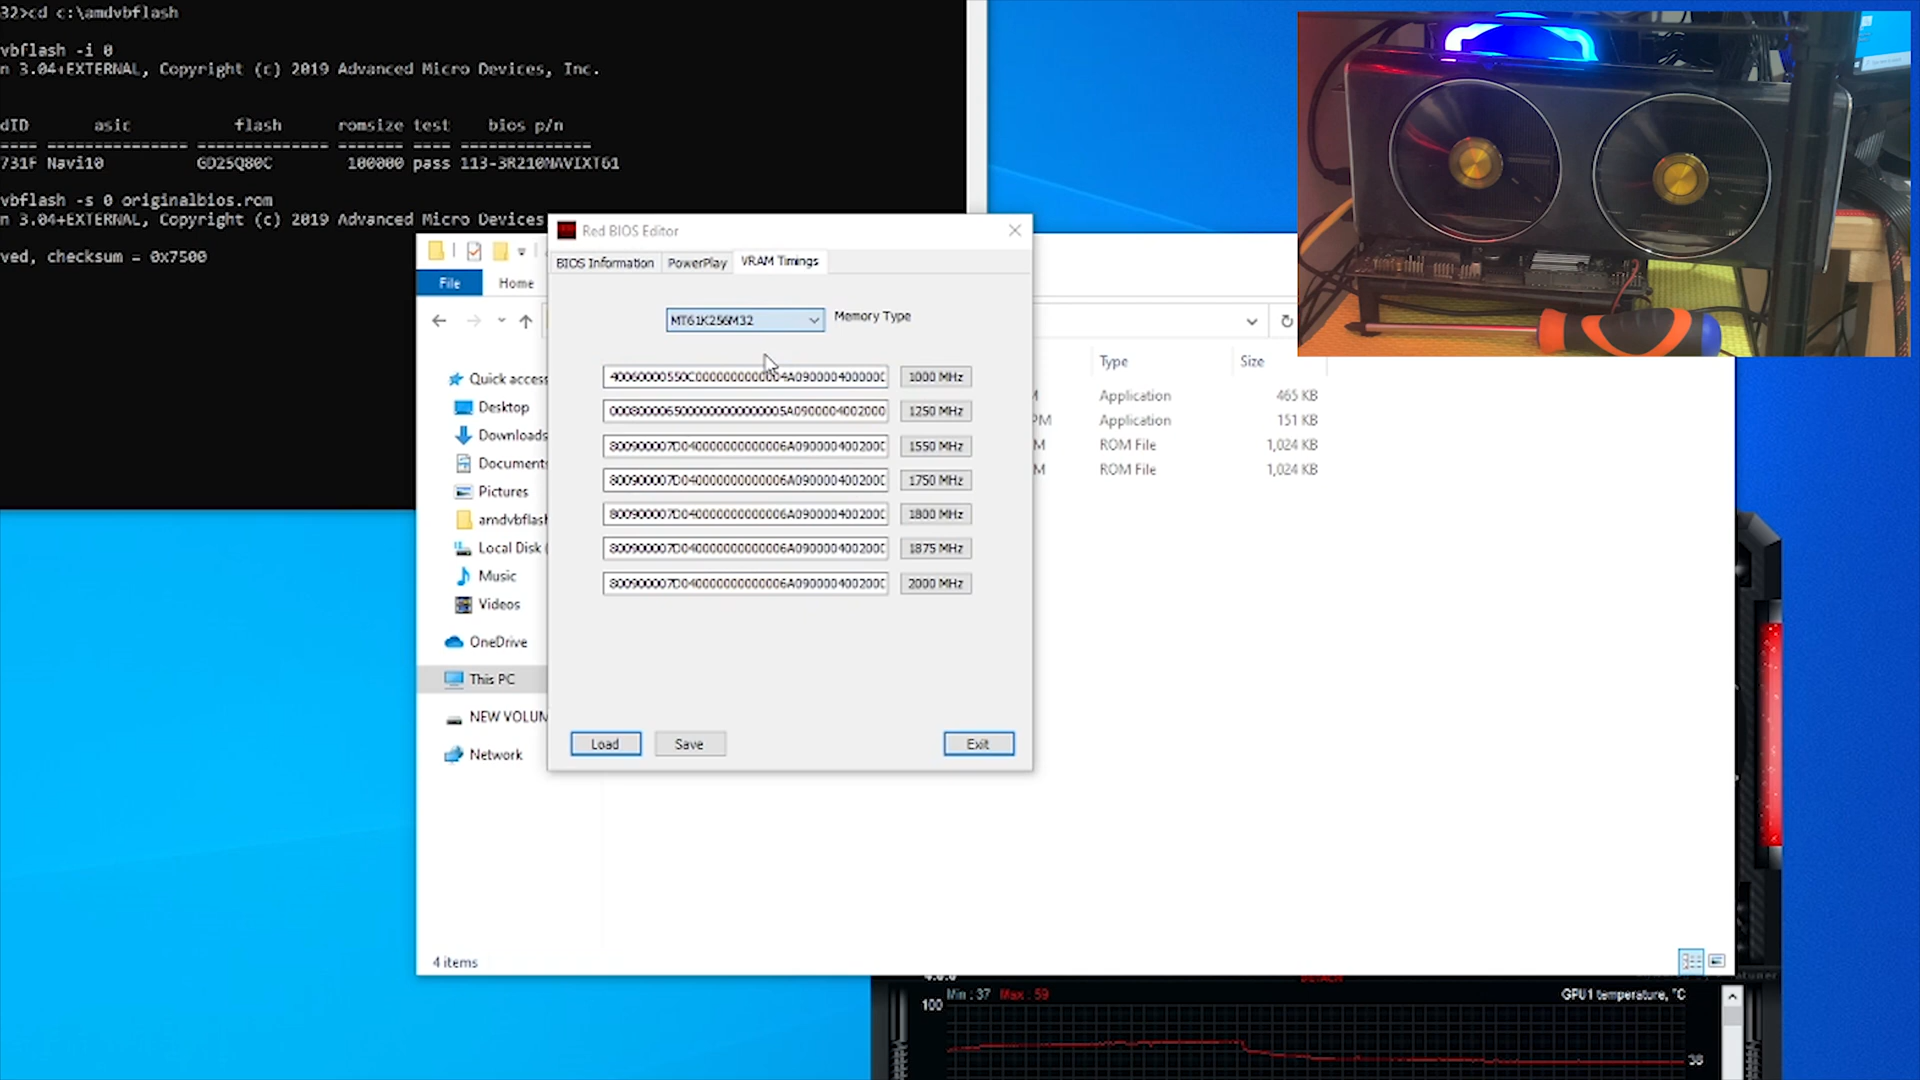 32>cd c:\amdvbflash
vbflash -i 0
n 3.04+EXTERNAL, Copyright (c) 2019 Advanced Micro Devices, Inc.
dID asic flash romsize test bios p/n
731F Navi10 GD25Q80C 100000 pass 113-3R210NAVIXT61
vbflash -s 0 originalbios.rom
n 3.04+EXTERNAL, Copyright (c) 2019 Advanced Micro Devices
ved, checksum = 0x7500
Red BIOS Editor
BIOS Information PowerPlay VRAM Timings
MT61K256M32 Memory Type
40060000550C0000000000004A0900004000000 1000 MHz
1250 MHz
1550 MHz
1750 MHz
1800 MHz
1875 MHz
2000 MHz
Load Save Exit
File Home
Quick access
Desktop
Downloads
Document
Pictures
amdvbflash
Local Disk (
Music
Videos
OneDrive
This PC
NEW VOLUM
Network
Type Size
Application 465 KB
PM Application 151 KB
M ROM File 1,024 KB
M ROM File 1,024 KB
4 items
100 Min : 37 Max : 59 GPU1 temperature, °C
38